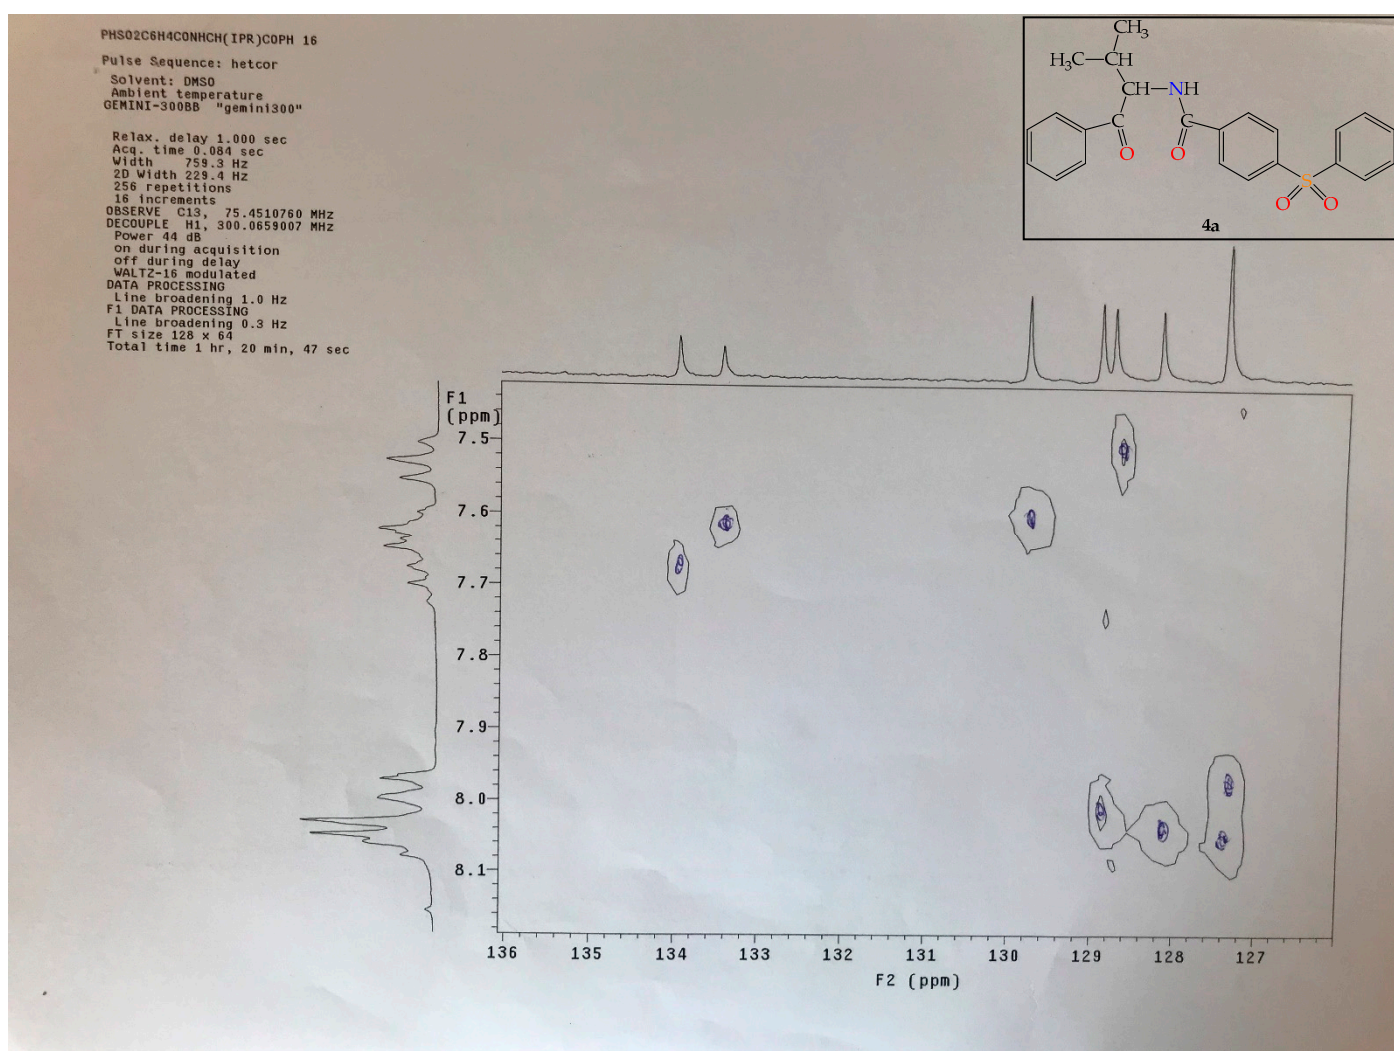 PHSO2C6H4CONHCH(IPR)COPH 16
Pulse Sequence: hetcor
Solvent: DMSO
Ambient temperature
GEMINI-300BB "gemini300"
Relax. delay 1.000 sec
Acq. time 0.084 sec
Width 759.3 Hz
2D Width 229.4 Hz
256 repetitions
16 increments
OBSERVE C13, 75.4510760 MHz
DECOUPLE H1, 300.0659007 MHz
Power 44 dB
on during acquisition
off during delay
WALTZ-16 modulated
DATA PROCESSING
Line broadening 1.0 Hz
F1 DATA PROCESSING
Line broadening 0.3 Hz
FT size 128 x 64
Total time 1 hr, 20 min, 47 sec
CH3
H3C CH
CH NH
C C
O O
S
O O
4a
F1
(ppm)
7.5
7.6
7.7
7.8
7.9
8.0
8.1
136 135 134 133 132 131 130 129 128 127
F2 (ppm)